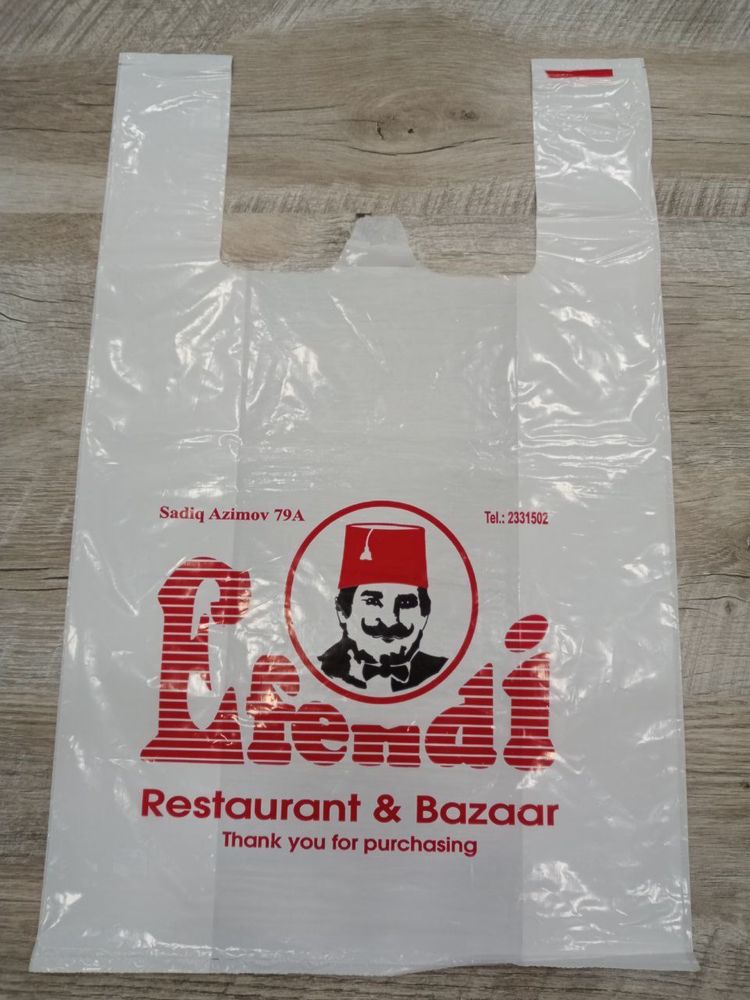 Sadiq Azimov 79A
Tel.: 2331502
Efendi
Restaurant & Bazaar
Thank you for purchasing